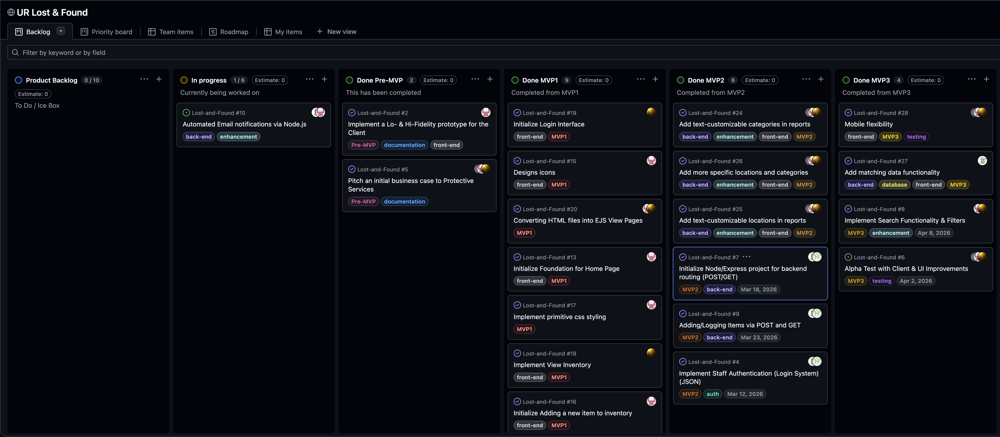 UR Lost & Found
Backlog
Priority board
Team items
Roadmap
My items
New view
Filter by keyword or by field
Product Backlog 0 / 10
Estimate: 0
To Do / Ice Box
In progress 1 / 6 Estimate: 0
Currently being worked on
Lost-and-Found #10
Automated Email notifications via Node.js
back-end enhancement
Done Pre-MVP 2 Estimate: 0
This has been completed
Lost-and-Found #2
Implement a Lo- & Hi-Fidelity prototype for the
Client
Pre-MVP documentation front-end
Lost-and-Found #5
Pitch an initial business case to Protective
Services
Pre-MVP documentation
Done MVP1 9 Estimate: 0
Completed from MVP1
Lost-and-Found #19
Initialize Login Interface
front-end MVP1
Lost-and-Found #15
Designs icons
front-end MVP1
Lost-and-Found #20
Converting HTML files into EJS View Pages
MVP1
Lost-and-Found #13
Initialize Foundation for Home Page
front-end MVP1
Lost-and-Found #17
Implement primitive css styling
MVP1
Lost-and-Found #18
Implement View Inventory
front-end MVP1
Lost-and-Found #16
Initialize Adding a new item to inventory
front-end MVP1
Done MVP2 6 Estimate: 0
Completed from MVP2
Lost-and-Found #24
Add text-customizable categories in reports
back-end enhancement front-end MVP2
Lost-and-Found #26
Add more specific locations and categories
back-end enhancement front-end MVP2
Lost-and-Found #25
Add text-customizable locations in reports
back-end enhancement front-end MVP2
Lost-and-Found #7
Initialize Node/Express project for backend
routing (POST/GET)
MVP2 back-end Mar 18, 2026
Lost-and-Found #9
Adding/Logging Items via POST and GET
MVP2 back-end Mar 23, 2026
Lost-and-Found #4
Implement Staff Authentication (Login System)
(JSON)
MVP2 auth Mar 12, 2026
Done MVP3 4 Estimate: 0
Completed from MVP3
Lost-and-Found #28
Mobile flexibility
front-end MVP3 testing
Lost-and-Found #27
Add matching data functionality
back-end database front-end MVP3
Lost-and-Found #8
Implement Search Functionality & Filters
MVP3 enhancement Apr 8, 2026
Lost-and-Found #6
Alpha Test with Client & UI Improvements
MVP3 testing Apr 2, 2026